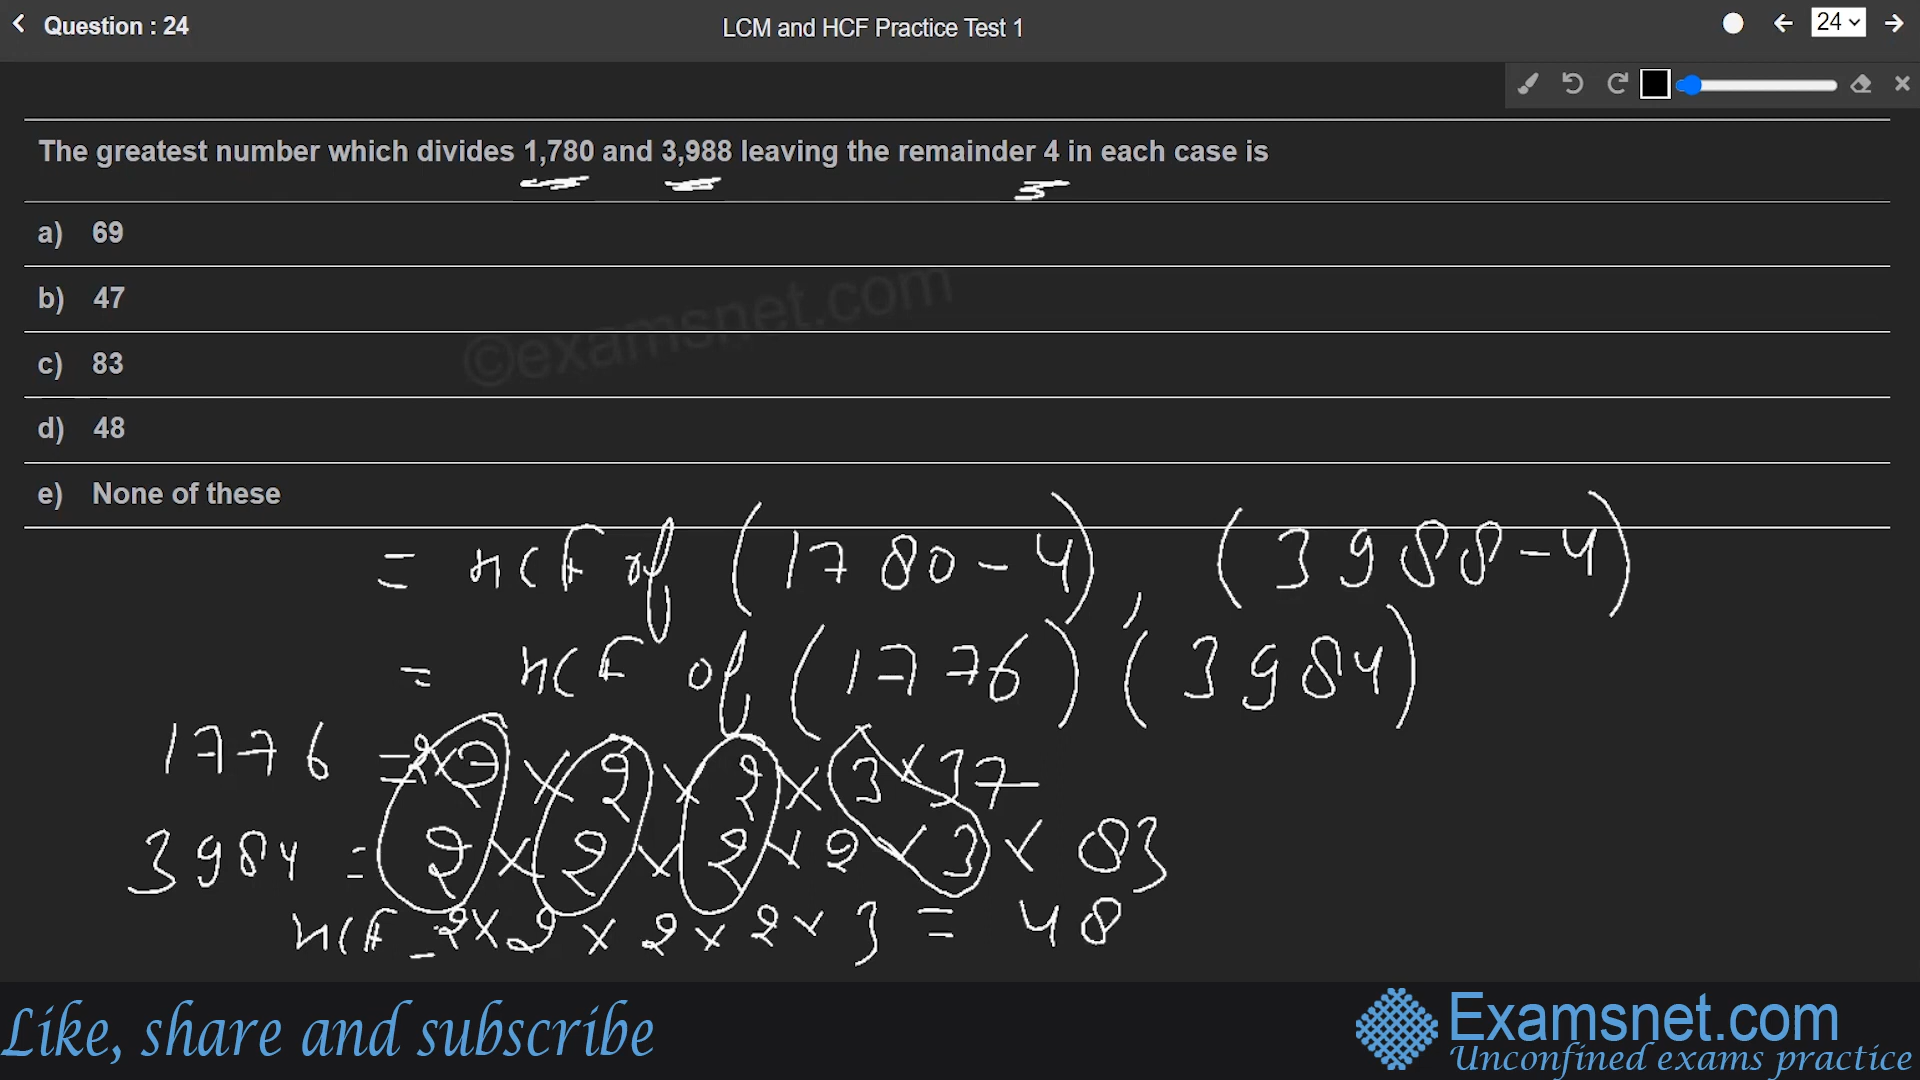 Question : 24
LCM and HCF Practice Test 1
24
The greatest number which divides 1,780 and 3,988 leaving the remainder 4 in each case is
a) 69
b) 47
c) 83
d) 48
e) None of these
©examsnet.com
= HCF of (1780-4), (3988-4)
= HCF of (1776) (3984)
1776 = 2×2×2×2×3×37
3984 = 2×2×2×2×3×83
HCF = 2×2×2×2×3 = 48
Like, share and subscribe
Examsnet.com
Unconfined exams practice